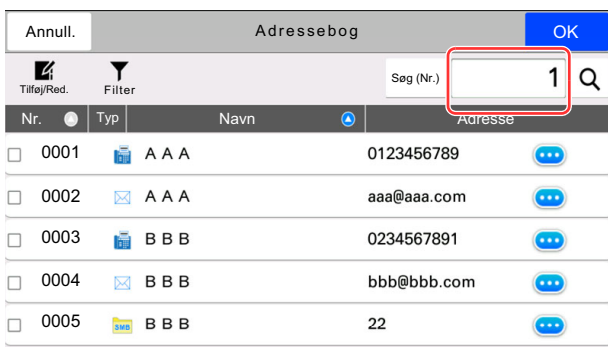 Annull. Adressebog OK
Tilføj/Red. Filter Søg (Nr.) 1
Nr. Typ Navn Adresse
0001 A A A 0123456789
0002 A A A aaa@aaa.com
0003 B B B 0234567891
0004 B B B bbb@bbb.com
0005 SMB B B B 22